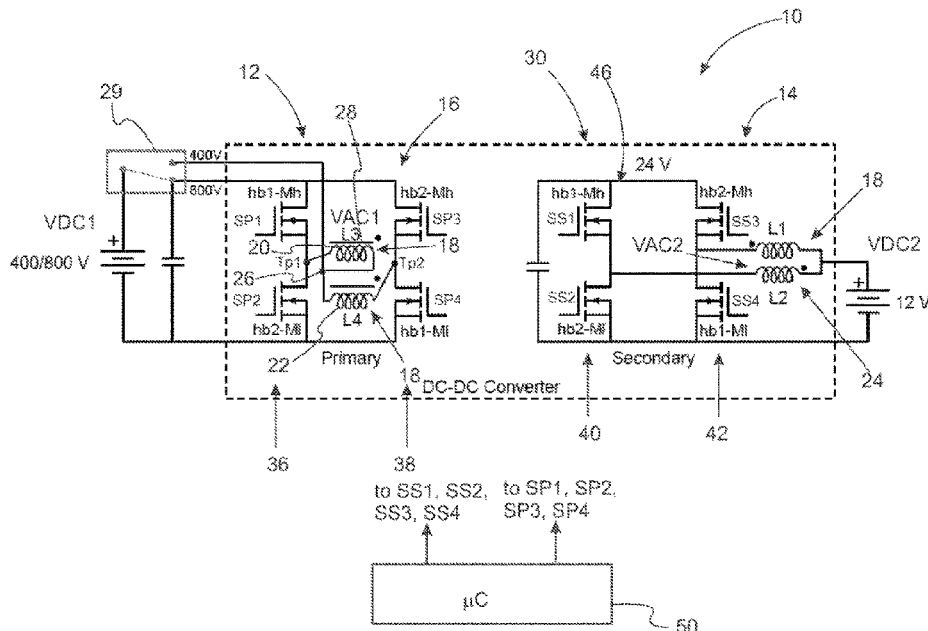 10
12
30
46
14
29
28
16
400V
800V
24 V
hb1-Mh
hb2-Mh
hb1-Mh
hb2-Mh
18
VDC1
SP1
VAC1
SP3
SS1
SS3
L1
VDC2
L3
20
18
VAC2
400/800 V
Tp1
Tp2
26
L2
SP2
SP4
SS2
SS4
12 V
L4
hb2-Ml
hb1-Ml
hb2-Ml
hb1-Ml
22
Primary
18
Secondary
24
DC-DC Converter
36
38
40
42
to SS1, SS2,
SS3, SS4
to SP1, SP2,
SP3, SP4
μC
50